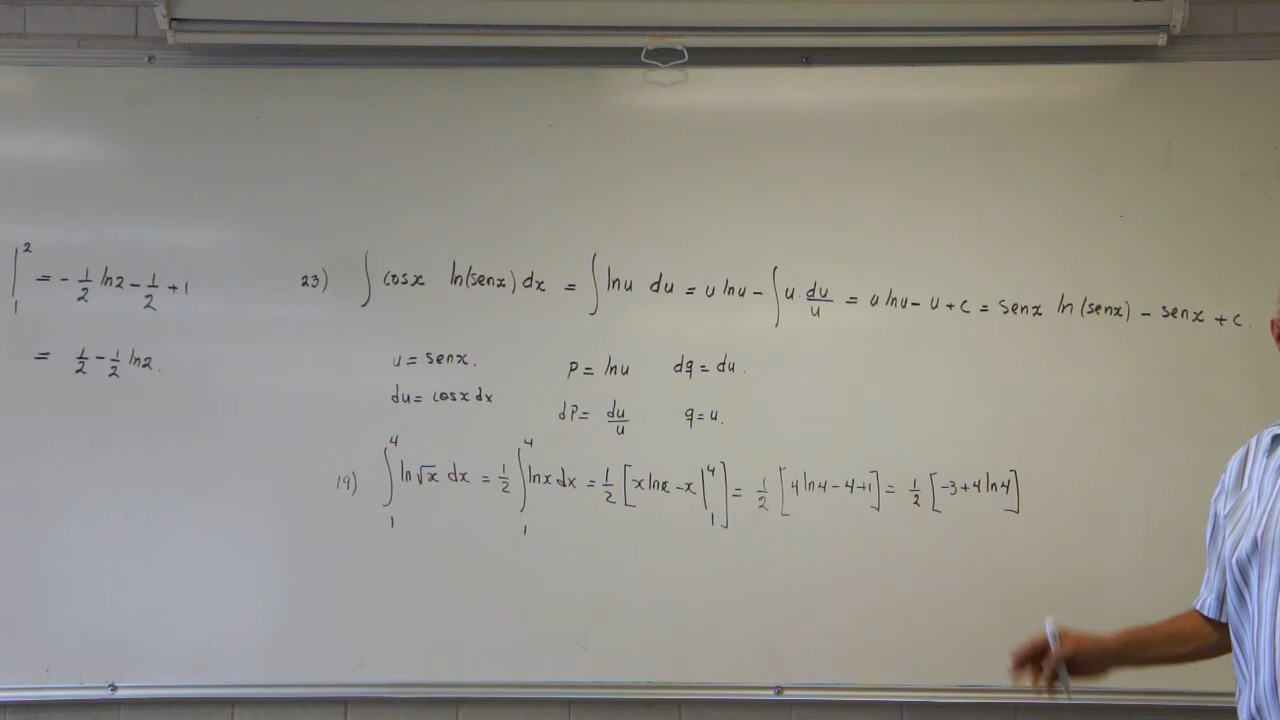 |₁² = - 1/2 ln2 - 1/2 + 1
= 1/2 - 1/2 ln2.
23) ∫ cosx ln(senx) dx = ∫ lnu du = u lnu - ∫ u · du/u = u lnu - u + c = senx ln(senx) - senx + c.
u = senx. P = lnu dq = du.
du = cosx dx dP = du/u q = u.
19) ∫₁⁴ ln√x dx = 1/2 ∫₁⁴ lnx dx = 1/2 [x lnx - x |₁⁴] = 1/2 [4 ln4 - 4 + 1] = 1/2 [-3 + 4 ln4]